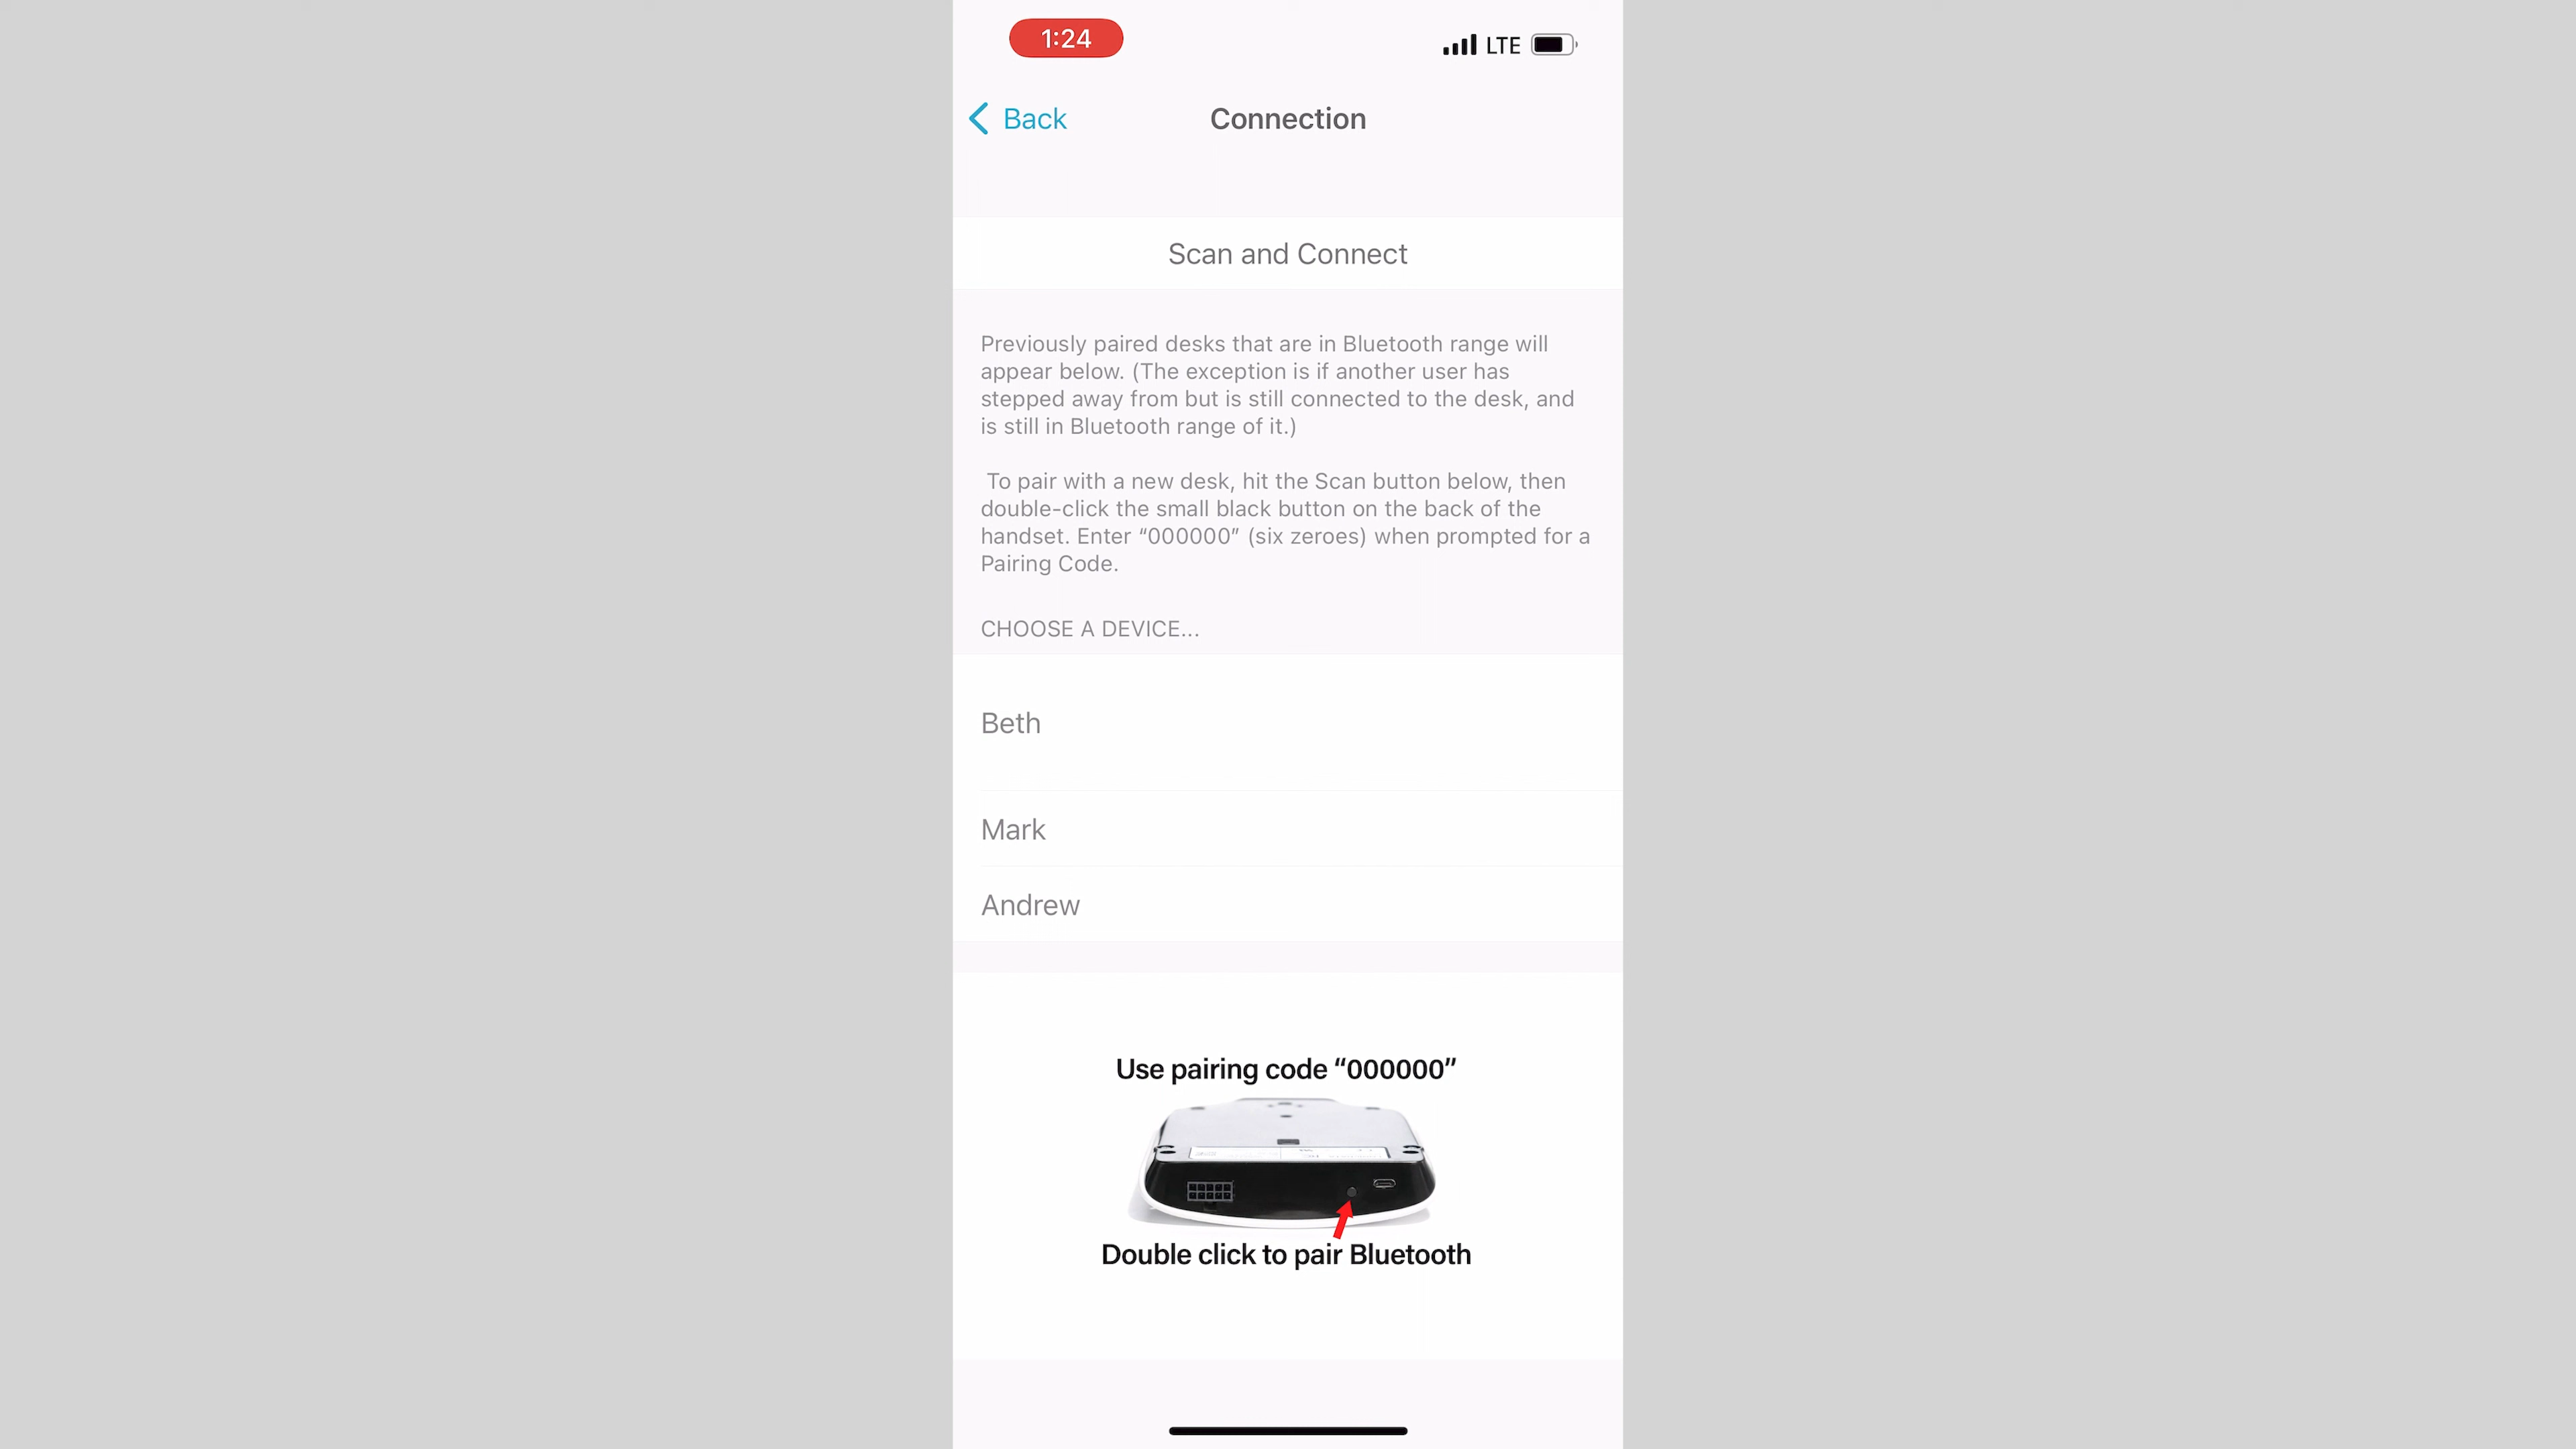 1:24
LTE
Back
Connection
Scan and Connect
Previously paired desks that are in Bluetooth range will
appear below. (The exception is if another user has
stepped away from but is still connected to the desk, and
is still in Bluetooth range of it.)
To pair with a new desk, hit the Scan button below, then
double-click the small black button on the back of the
handset. Enter “000000” (six zeroes) when prompted for a
Pairing Code.
CHOOSE A DEVICE...
Beth
Mark
Andrew
Use pairing code “000000”
Double click to pair Bluetooth